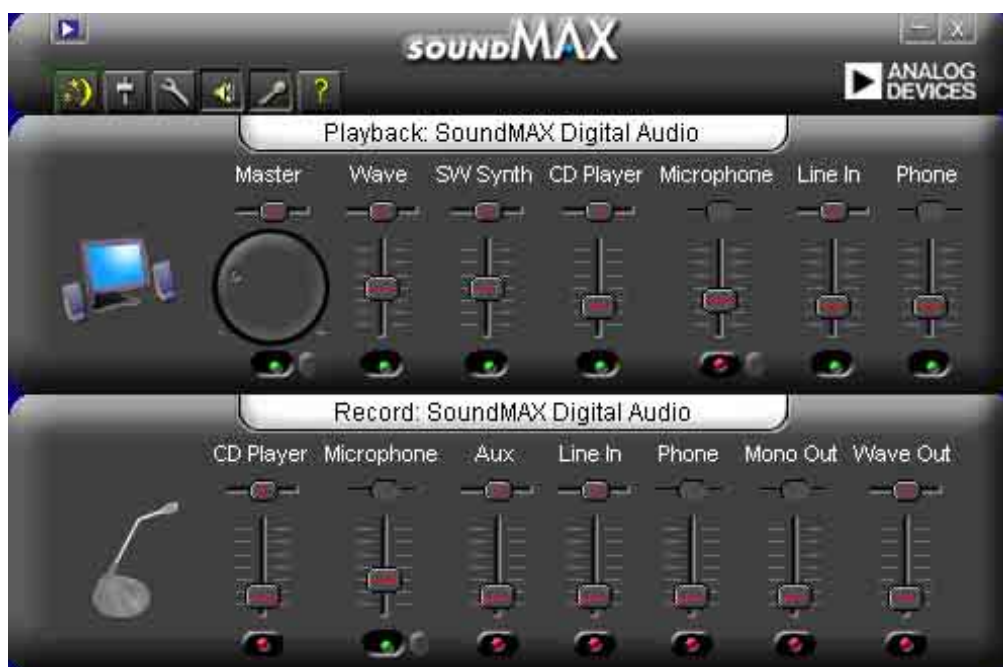 SOUNDMAX
?
ANALOG
DEVICES
Playback: SoundMAX Digital Audio
Master Wave SW Synth CD Player Microphone Line In Phone
Record: SoundMAX Digital Audio
CD Player Microphone Aux Line In Phone Mono Out Wave Out